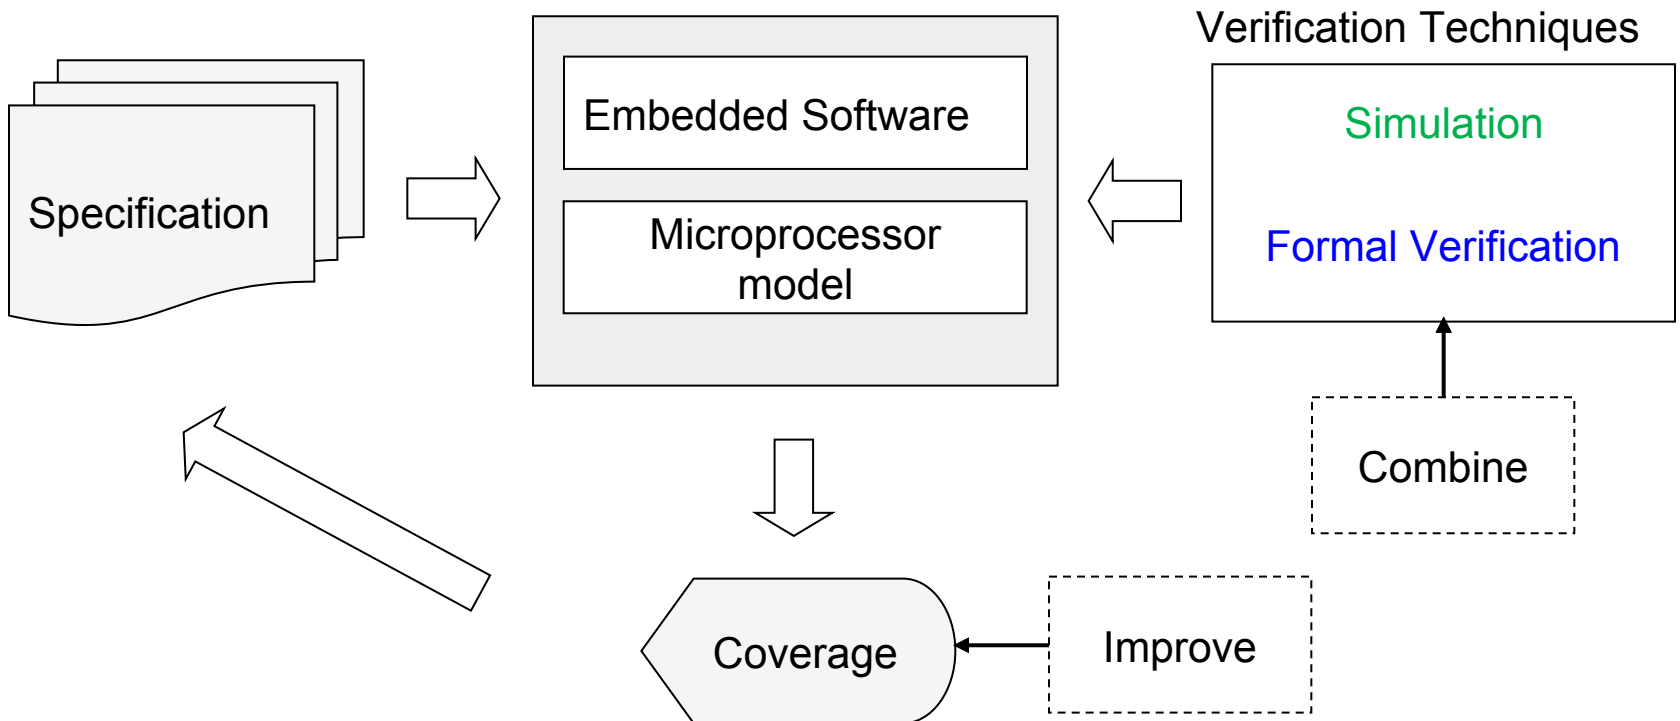 Verification Techniques
Embedded Software
Simulation
Specification
Microprocessor
model
Formal Verification
Combine
Coverage
Improve